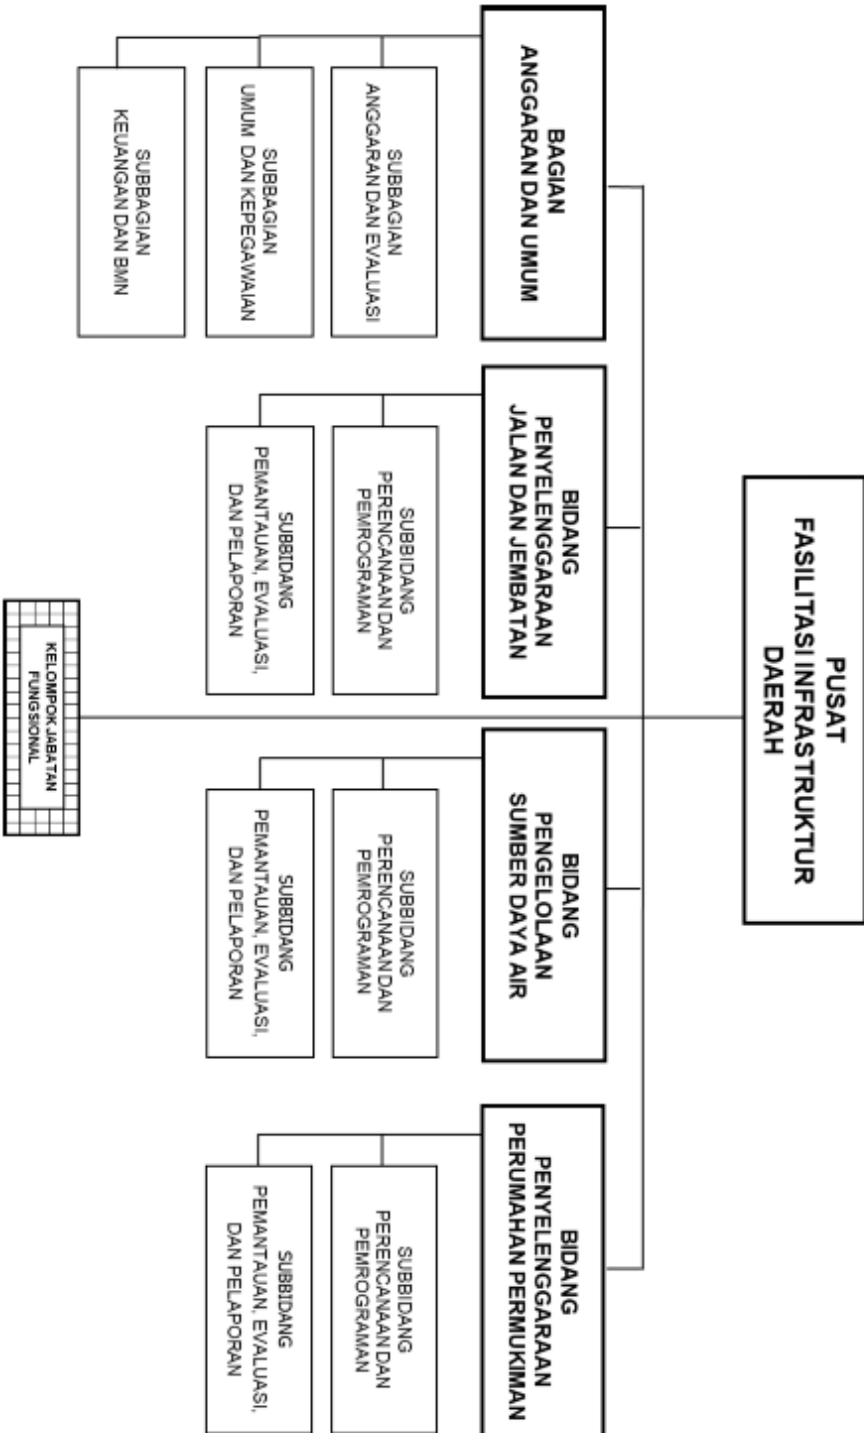 PUSAT
FASILITASI INFRASTRUKTUR
DAERAH
BAGIAN
ANGGARAN DAN UMUM
SUBBAGIAN
ANGGARAN DAN EVALUASI
SUBBAGIAN
UMUM DAN KEPEGAWAIAN
SUBBAGIAN
KEUANGAN DAN BMN
BIDANG
PENYELENGGARAAN
JALAN DAN JEMBATAN
SUBBIDANG
PERENCANAAN DAN
PEMROGRAMAN
SUBBIDANG
PEMANTAUAN, EVALUASI,
DAN PELAPORAN
BIDANG
PENGELOLAAN
SUMBER DAYA AIR
SUBBIDANG
PERENCANAAN DAN
PEMROGRAMAN
SUBBIDANG
PEMANTAUAN, EVALUASI,
DAN PELAPORAN
BIDANG
PENYELENGGARAAN
PERUMAHAN PERMUKIMAN
SUBBIDANG
PERENCANAAN DAN
PEMROGRAMAN
SUBBIDANG
PEMANTAUAN, EVALUASI,
DAN PELAPORAN
KELOMPOK JABATAN
FUNGSIONAL